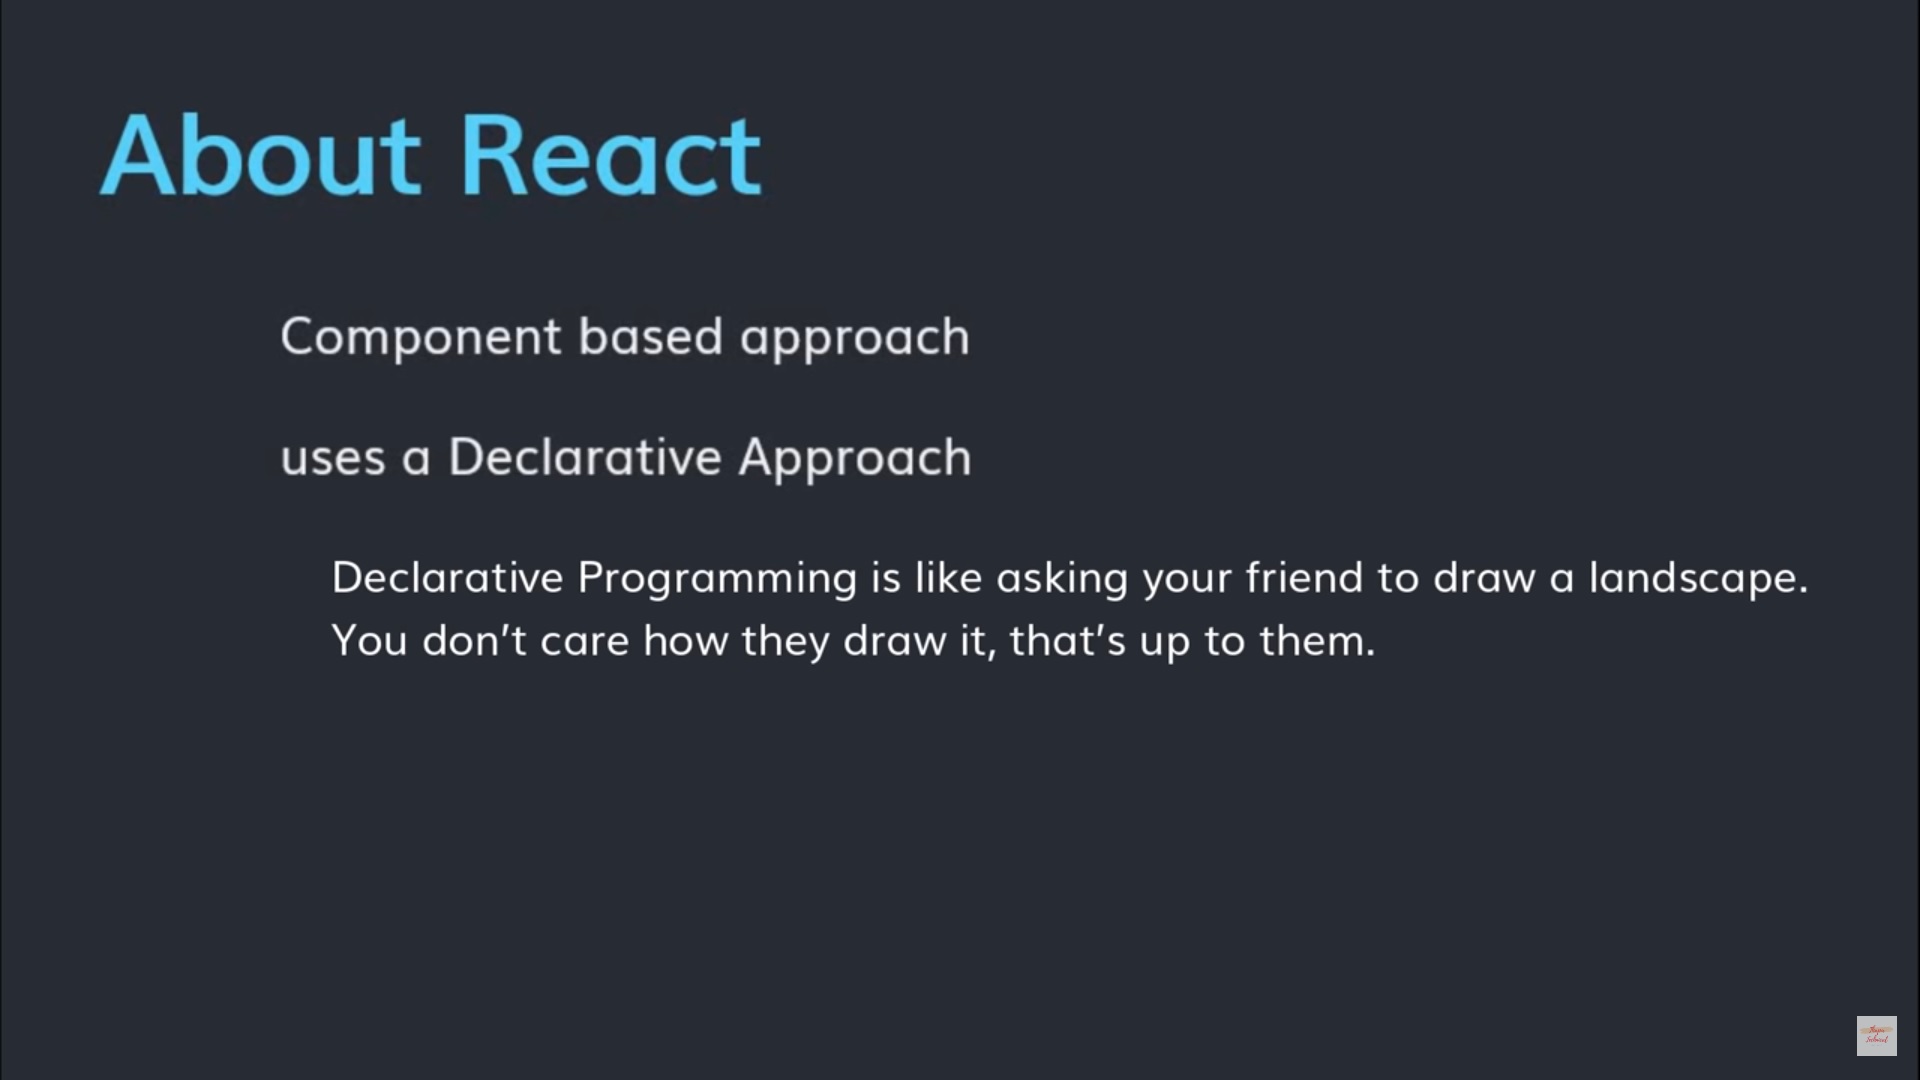 About React
Component based approach
uses a Declarative Approach
Declarative Programming is like asking your friend to draw a landscape.
You don’t care how they draw it, that’s up to them.